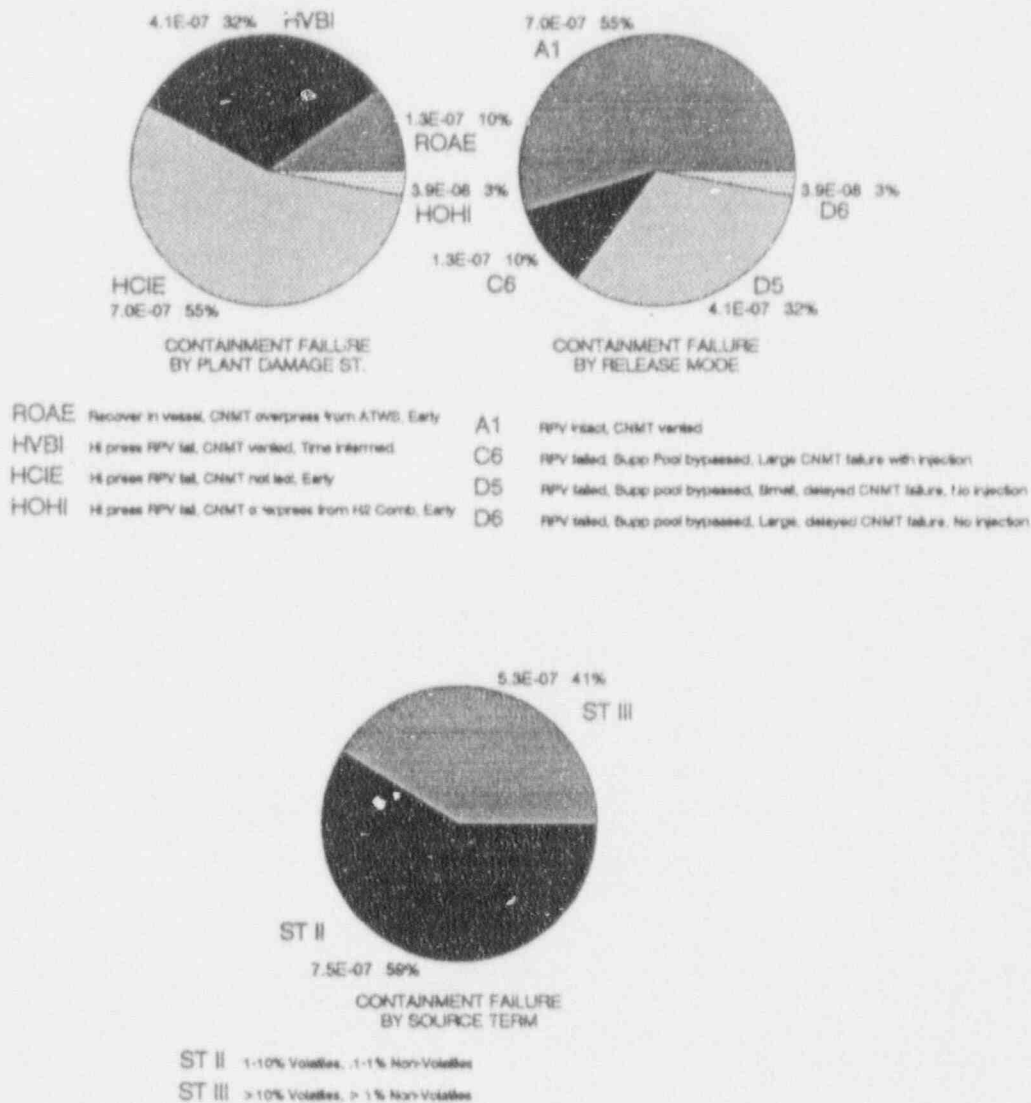 4.1E-07 32% HVBI
1.3E-07 10%
ROAE
3.9E-08 3%
HOHI
HCIE
7.0E-07 55%
CONTAINMENT FAILURE
BY PLANT DAMAGE ST.
7.0E-07 55%
A1
3.9E-08 3%
D6
1.3E-07 10%
C6
D5
4.1E-07 32%
CONTAINMENT FAILURE
BY RELEASE MODE
ROAE Recover in vessel, CNMT overpress from ATWS, Early
HVBI Hi press RPV fail, CNMT vented, Time intermed
HCIE Hi press RPV fail, CNMT not Early
HOHI Hi press RPV fail, CNMT from H2 Comb, Early
A1 RPV intact, CNMT vented
C6 RPV failed, Supp Pool bypassed, Large CNMT failure with injection
D5 RPV failed, Supp pool bypassed, Small, delayed CNMT failure, No injection
D6 RPV failed, Supp pool bypassed, Large, delayed CNMT failure, No injection
5.3E-07 41%
ST III
ST II
7.5E-07 59%
CONTAINMENT FAILURE
BY SOURCE TERM
ST II 1-10% Volatiles, .1-1% Non-Volatiles
ST III >10% Volatiles, > 1% Non-Volatiles